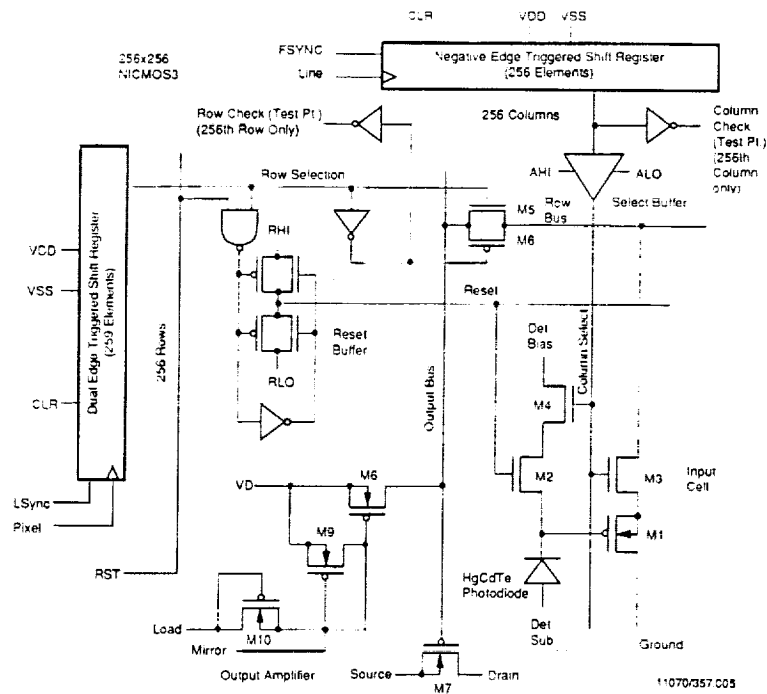 CLR
VDD
VSS
FSYNC
Line
Negative Edge Triggered Shift Register
(256 Elements)
256x256
NICMOS3
Row Check (Test Pt.)
(256th Row Only)
256 Columns
Column
Check
(Test Pt.)
(256th
Column
only)
AHI
ALO
Row Selection
M5
Row
Bus
Select Buffer
M6
RHI
Dual Edge Triggered Shift Register
(259 Elements)
VDD
VSS
CLR
256 Rows
Reset
Reset
Buffer
RLO
Output Bus
Det
Bias
Column Select
M4
M2
M3
Input
Cell
M1
VD
M6
M9
LSync
Pixel
RST
HgCdTe
Photodiode
Load
M10
Mirror
Output Amplifier
Det
Sub
Ground
Source
Drain
M7
11070/357.005